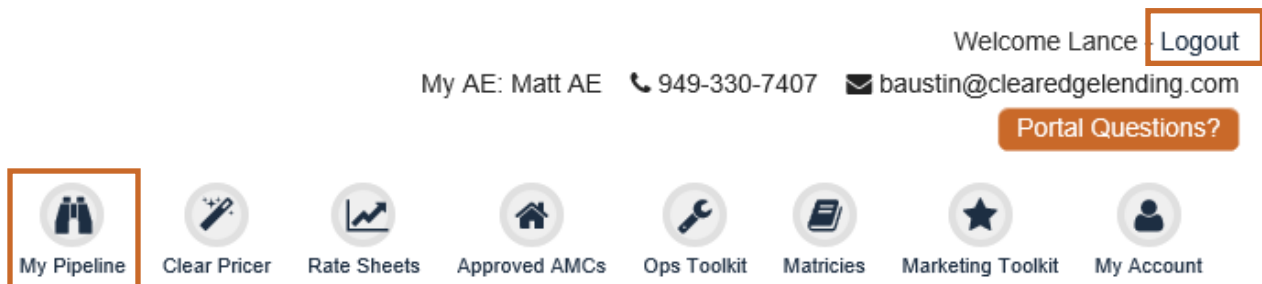 Welcome Lance - Logout
My AE: Matt AE 949-330-7407 baustin@clearedgelending.com
Portal Questions?
My Pipeline Clear Pricer Rate Sheets Approved AMCs Ops Toolkit Matricies Marketing Toolkit My Account